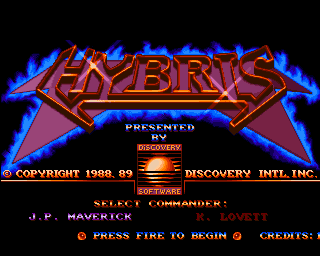 HYBRIS
PRESENTED
BY
DISCOVERY
© COPYRIGHT 1988,89 DISCOVERY INTL,INC.
SOFTWARE
SELECT COMMANDER:
J.P. MAVERICK K. LOVETT
PRESS FIRE TO BEGIN CREDITS: